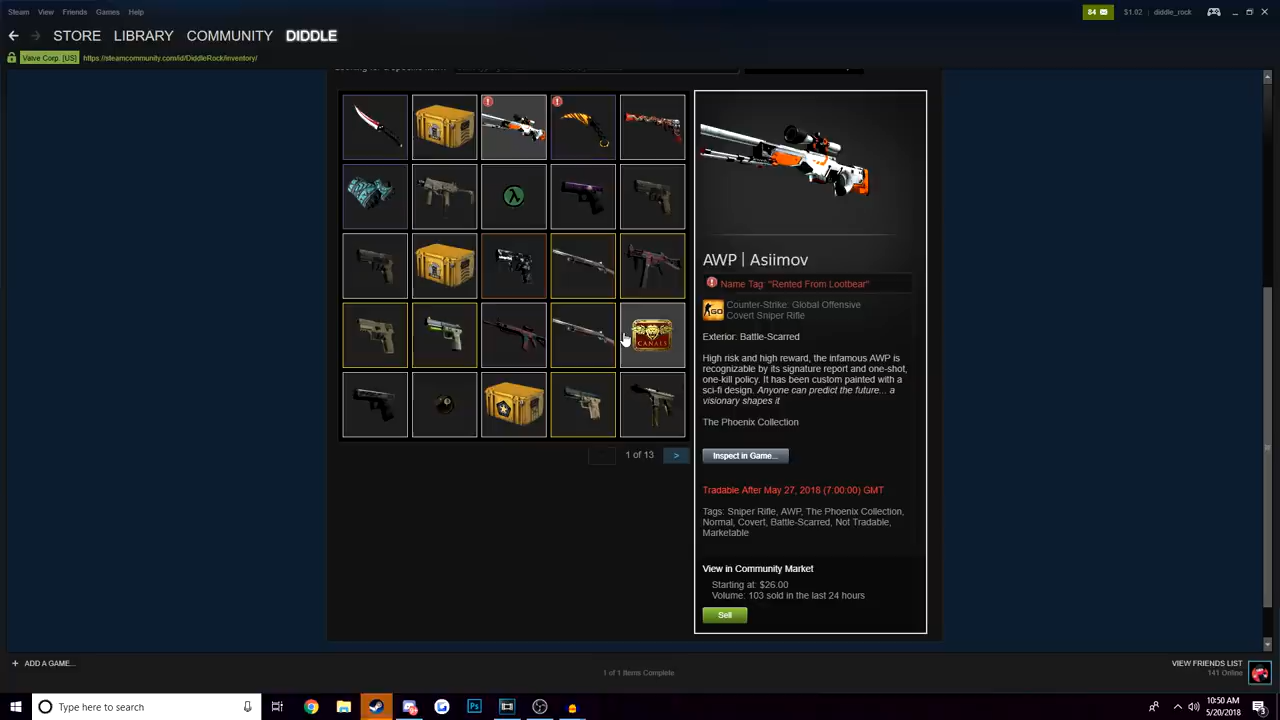 Steam View Friends Games Help
84 $1.02 diddle_rock
STORE LIBRARY COMMUNITY DIDDLE
Valve Corp. [US] https://steamcommunity.com/id/DiddleRock/inventory/
CANALS
1 of 13 >
AWP | Asiimov
Name Tag: "Rented From Lootbear"
GO
Counter-Strike: Global Offensive
Covert Sniper Rifle
Exterior: Battle-Scarred
High risk and high reward, the infamous AWP is
recognizable by its signature report and one-shot,
one-kill policy. It has been custom painted with a
sci-fi design. Anyone can predict the future... a
visionary shapes it
The Phoenix Collection
Inspect in Game...
Tradable After May 27, 2018 (7:00:00) GMT
Tags: Sniper Rifle, AWP, The Phoenix Collection,
Normal, Covert, Battle-Scarred, Not Tradable,
Marketable
View in Community Market
Starting at: $26.00
Volume: 103 sold in the last 24 hours
Sell
+ ADD A GAME...
1 of 1 Items Complete
VIEW FRIENDS LIST
141 Online
Type here to search
Ps
10:50 AM
5/20/2018
3